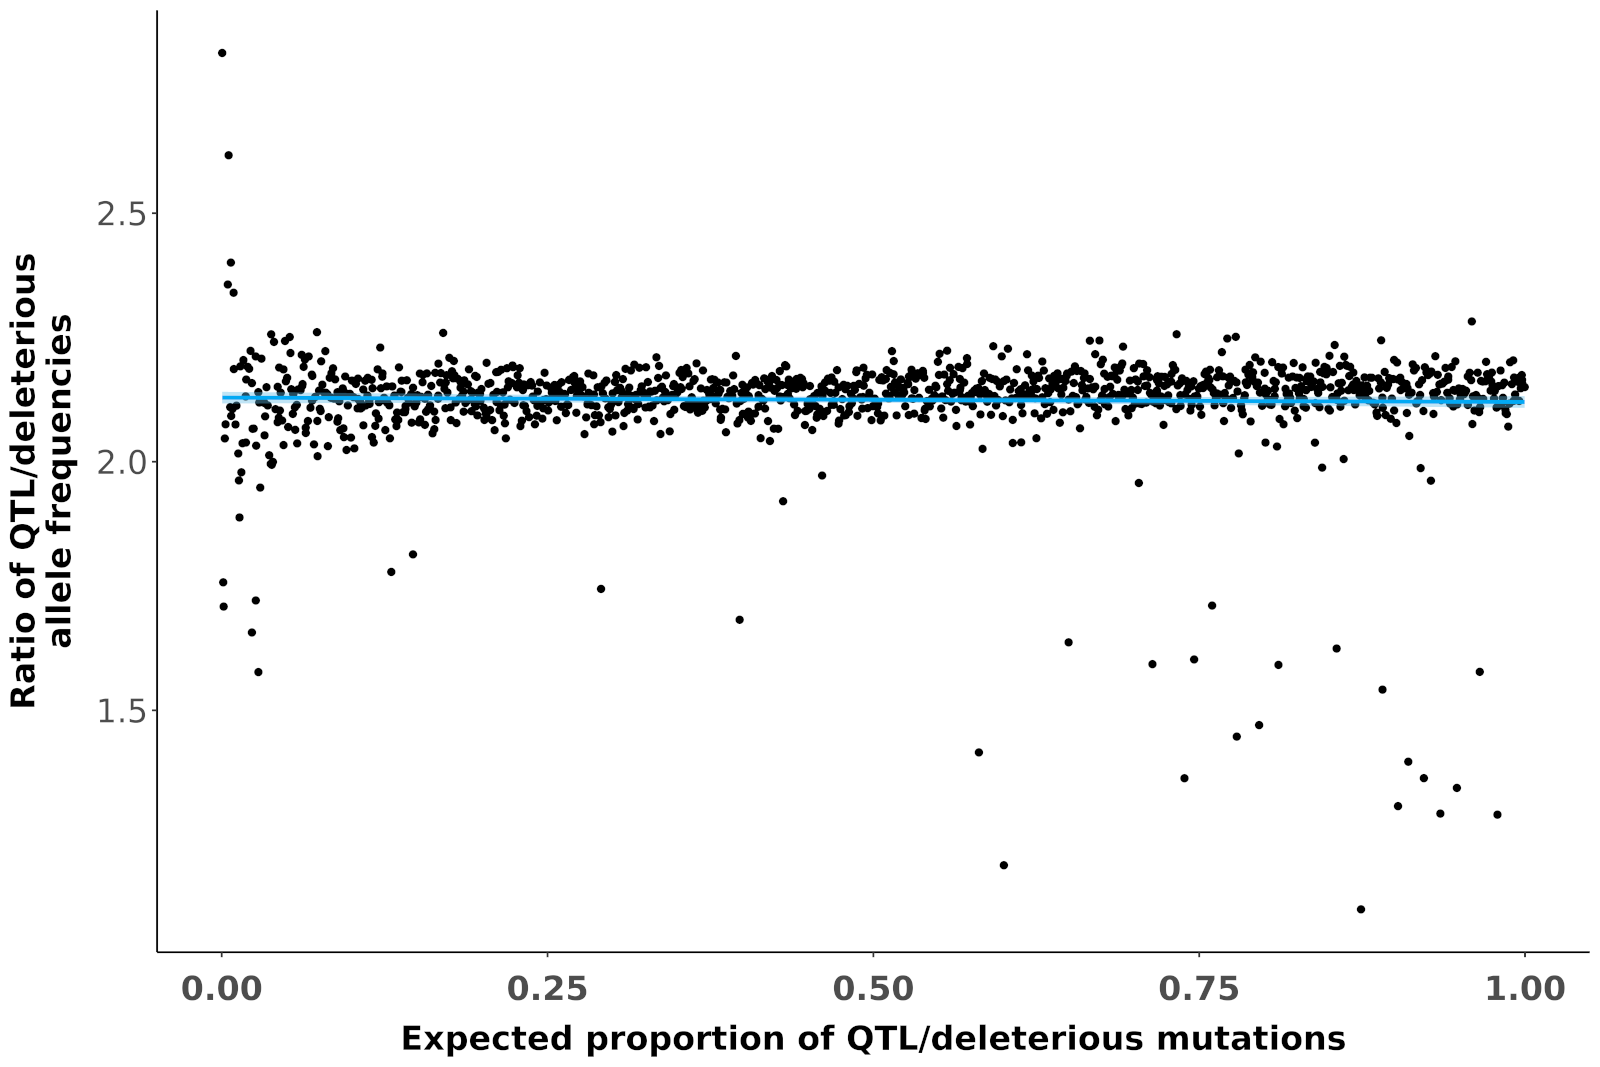 Ratio of QTL/deleterious
allele frequencies
2.5
2.0
1.5
0.00 0.25 0.50 0.75 1.00
Expected proportion of QTL/deleterious mutations